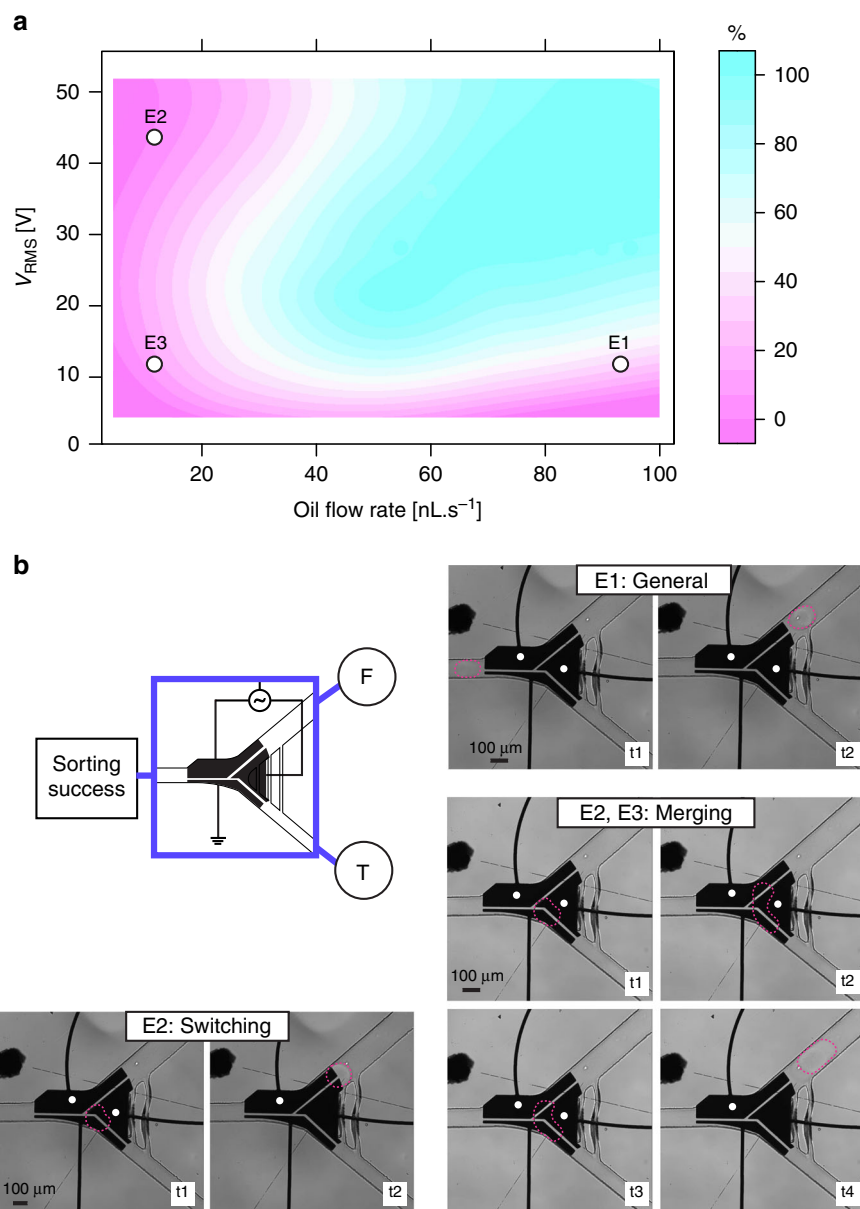 a
%
50
40
30
20
10
0
V_RMS [V]
E2
E3
E1
20
40
60
80
100
Oil flow rate [nL.s⁻¹]
100
80
60
40
20
0
b
Sorting
success
~
F
T
E1: General
100 μm
t1
t2
E2, E3: Merging
100 μm
t1
t2
t3
t4
E2: Switching
100 μm
t1
t2